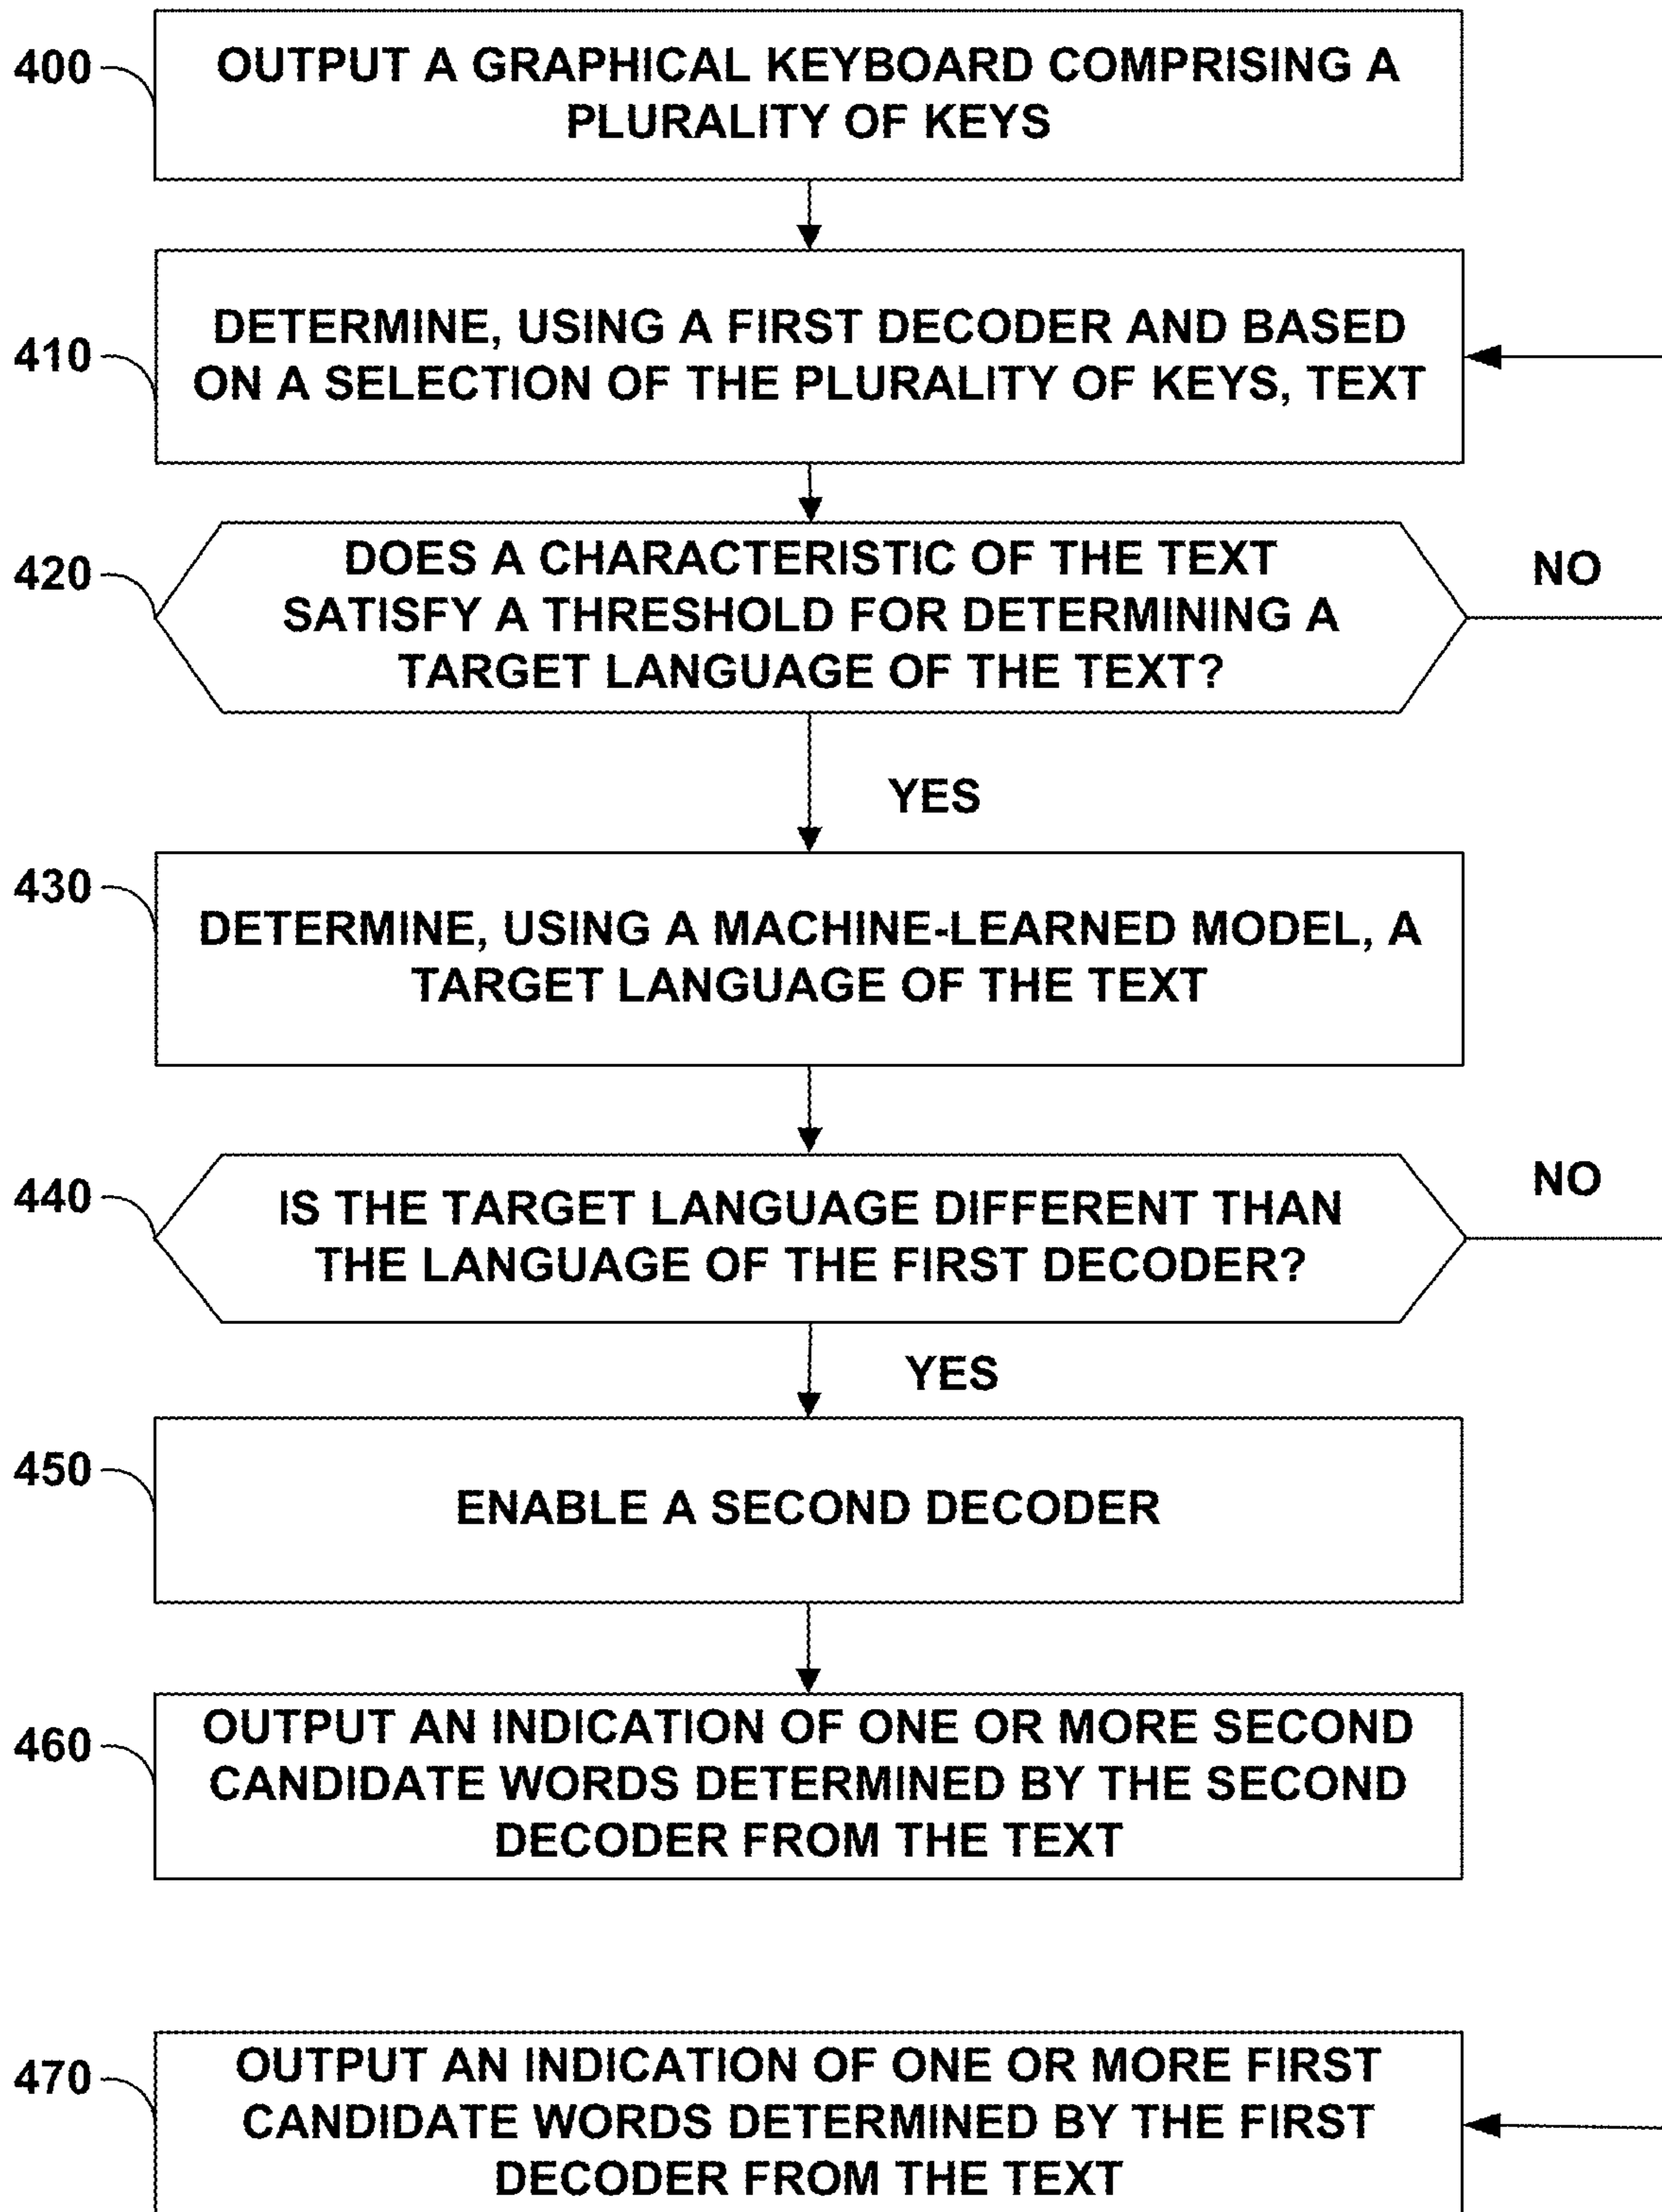 400
OUTPUT A GRAPHICAL KEYBOARD COMPRISING A
PLURALITY OF KEYS
410
DETERMINE, USING A FIRST DECODER AND BASED
ON A SELECTION OF THE PLURALITY OF KEYS, TEXT
420
DOES A CHARACTERISTIC OF THE TEXT
SATISFY A THRESHOLD FOR DETERMINING A
TARGET LANGUAGE OF THE TEXT?
NO
YES
430
DETERMINE, USING A MACHINE-LEARNED MODEL, A
TARGET LANGUAGE OF THE TEXT
440
IS THE TARGET LANGUAGE DIFFERENT THAN
THE LANGUAGE OF THE FIRST DECODER?
NO
YES
450
ENABLE A SECOND DECODER
460
OUTPUT AN INDICATION OF ONE OR MORE SECOND
CANDIDATE WORDS DETERMINED BY THE SECOND
DECODER FROM THE TEXT
470
OUTPUT AN INDICATION OF ONE OR MORE FIRST
CANDIDATE WORDS DETERMINED BY THE FIRST
DECODER FROM THE TEXT